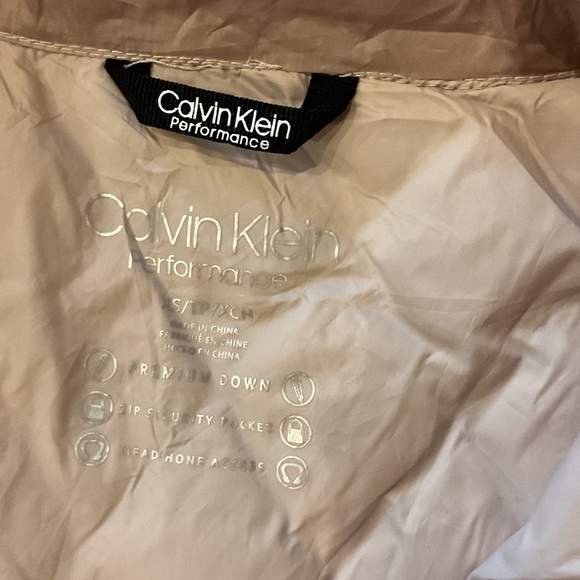 Calvin Klein
Performance
Calvin Klein
Performance
XS/TP/XCH
MADE IN CHINA
FABRIQUÉ EN CHINE
HECHO EN CHINA
PREMIUM DOWN
ZIP SECURITY POCKET
HEADPHONE ACCESS